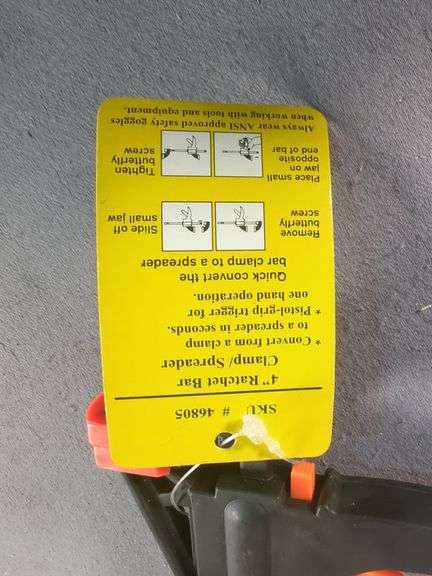 SKU # 46805
4" Ratchet Bar
Clamp/ Spreader
* Convert from a clamp
to a spreader in seconds.
* Pistol-grip trigger for
one hand operation.
Quick convert the
bar clamp to a spreader
Remove
butterfly
screw
Slide off
small jaw
Place small
jaw on
opposite
end of bar
Tighten
butterfly
screw
Always wear ANSI approved safety goggles
when working with tools and equipment.